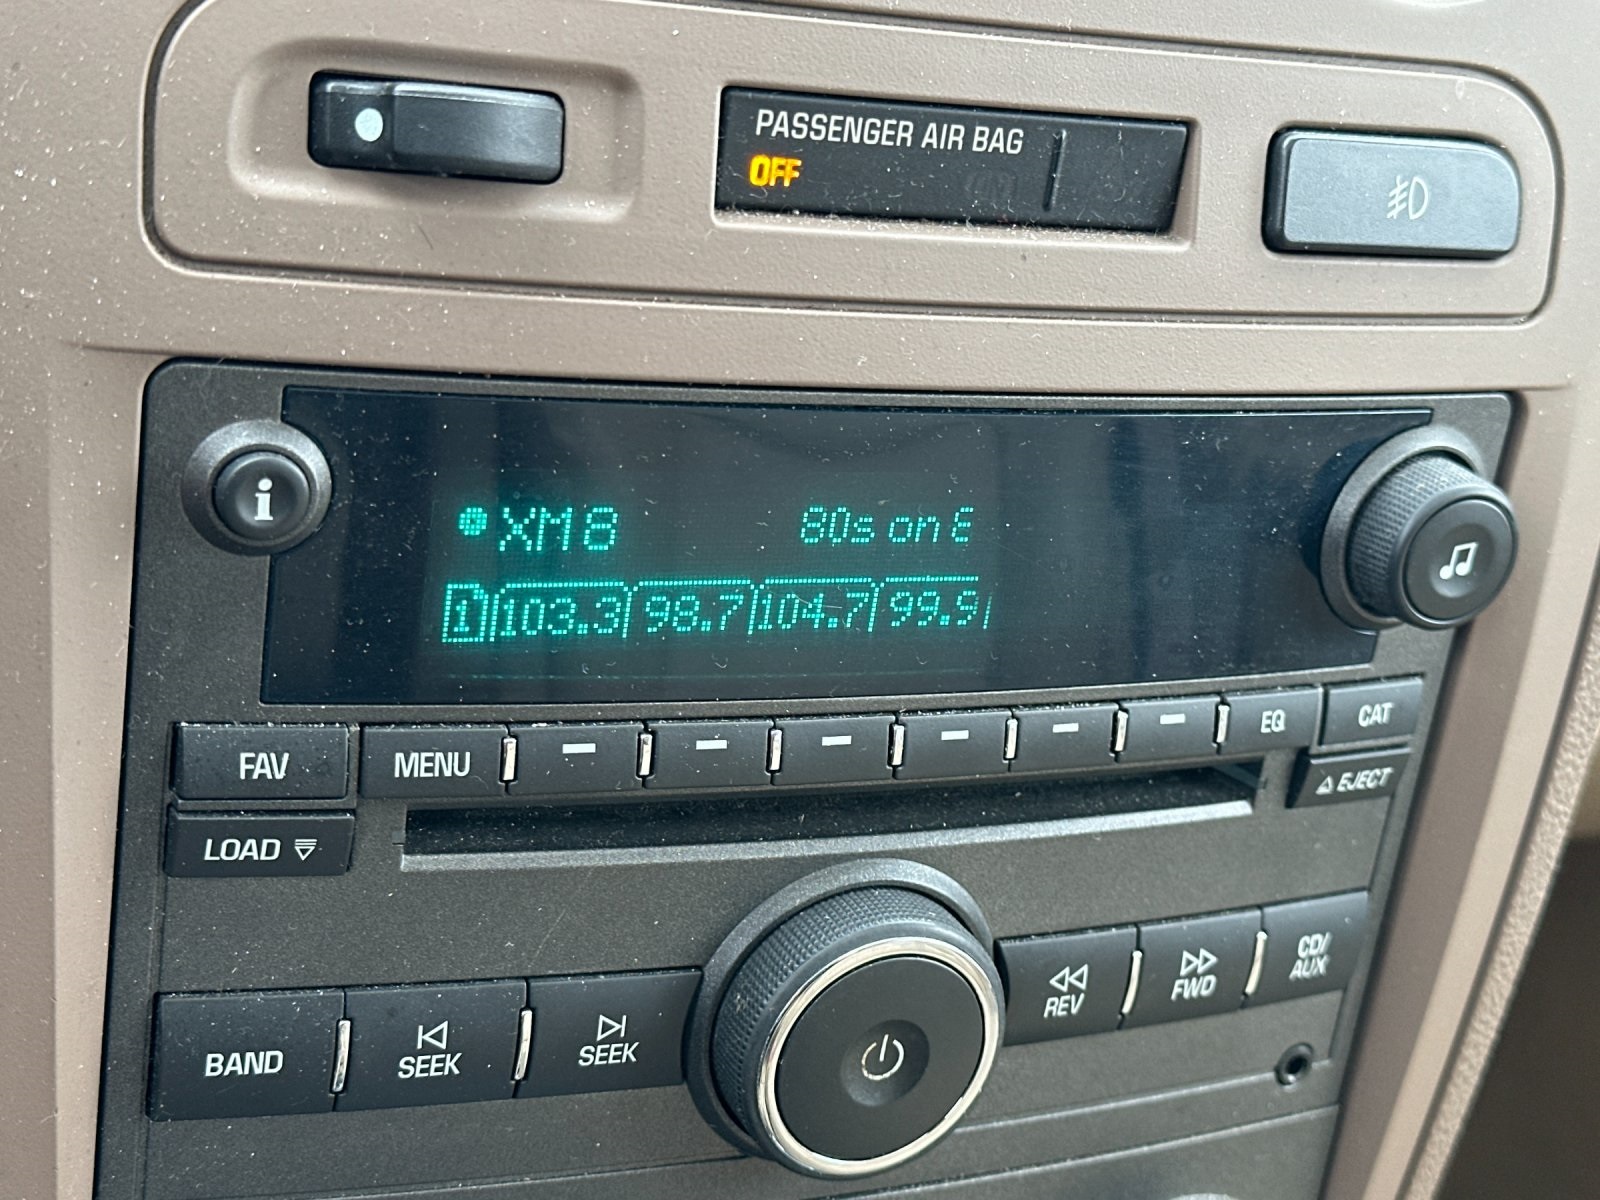 PASSENGER AIR BAG
OFF
i
XM8 80s on 8
1 103.3 98.7 104.7 99.9
FAV MENU EQ CAT
LOAD EJECT
BAND SEEK SEEK REV FWD CD/
AUX